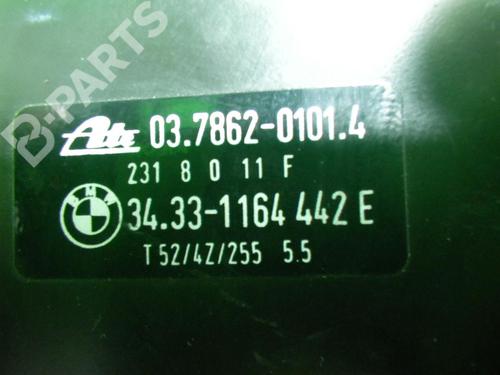 B-PARTS
Ate 03.7862-0101.4
231 8 0 11 F
BMW 34.33-1164 442 E
T 52/4Z/255 5.5